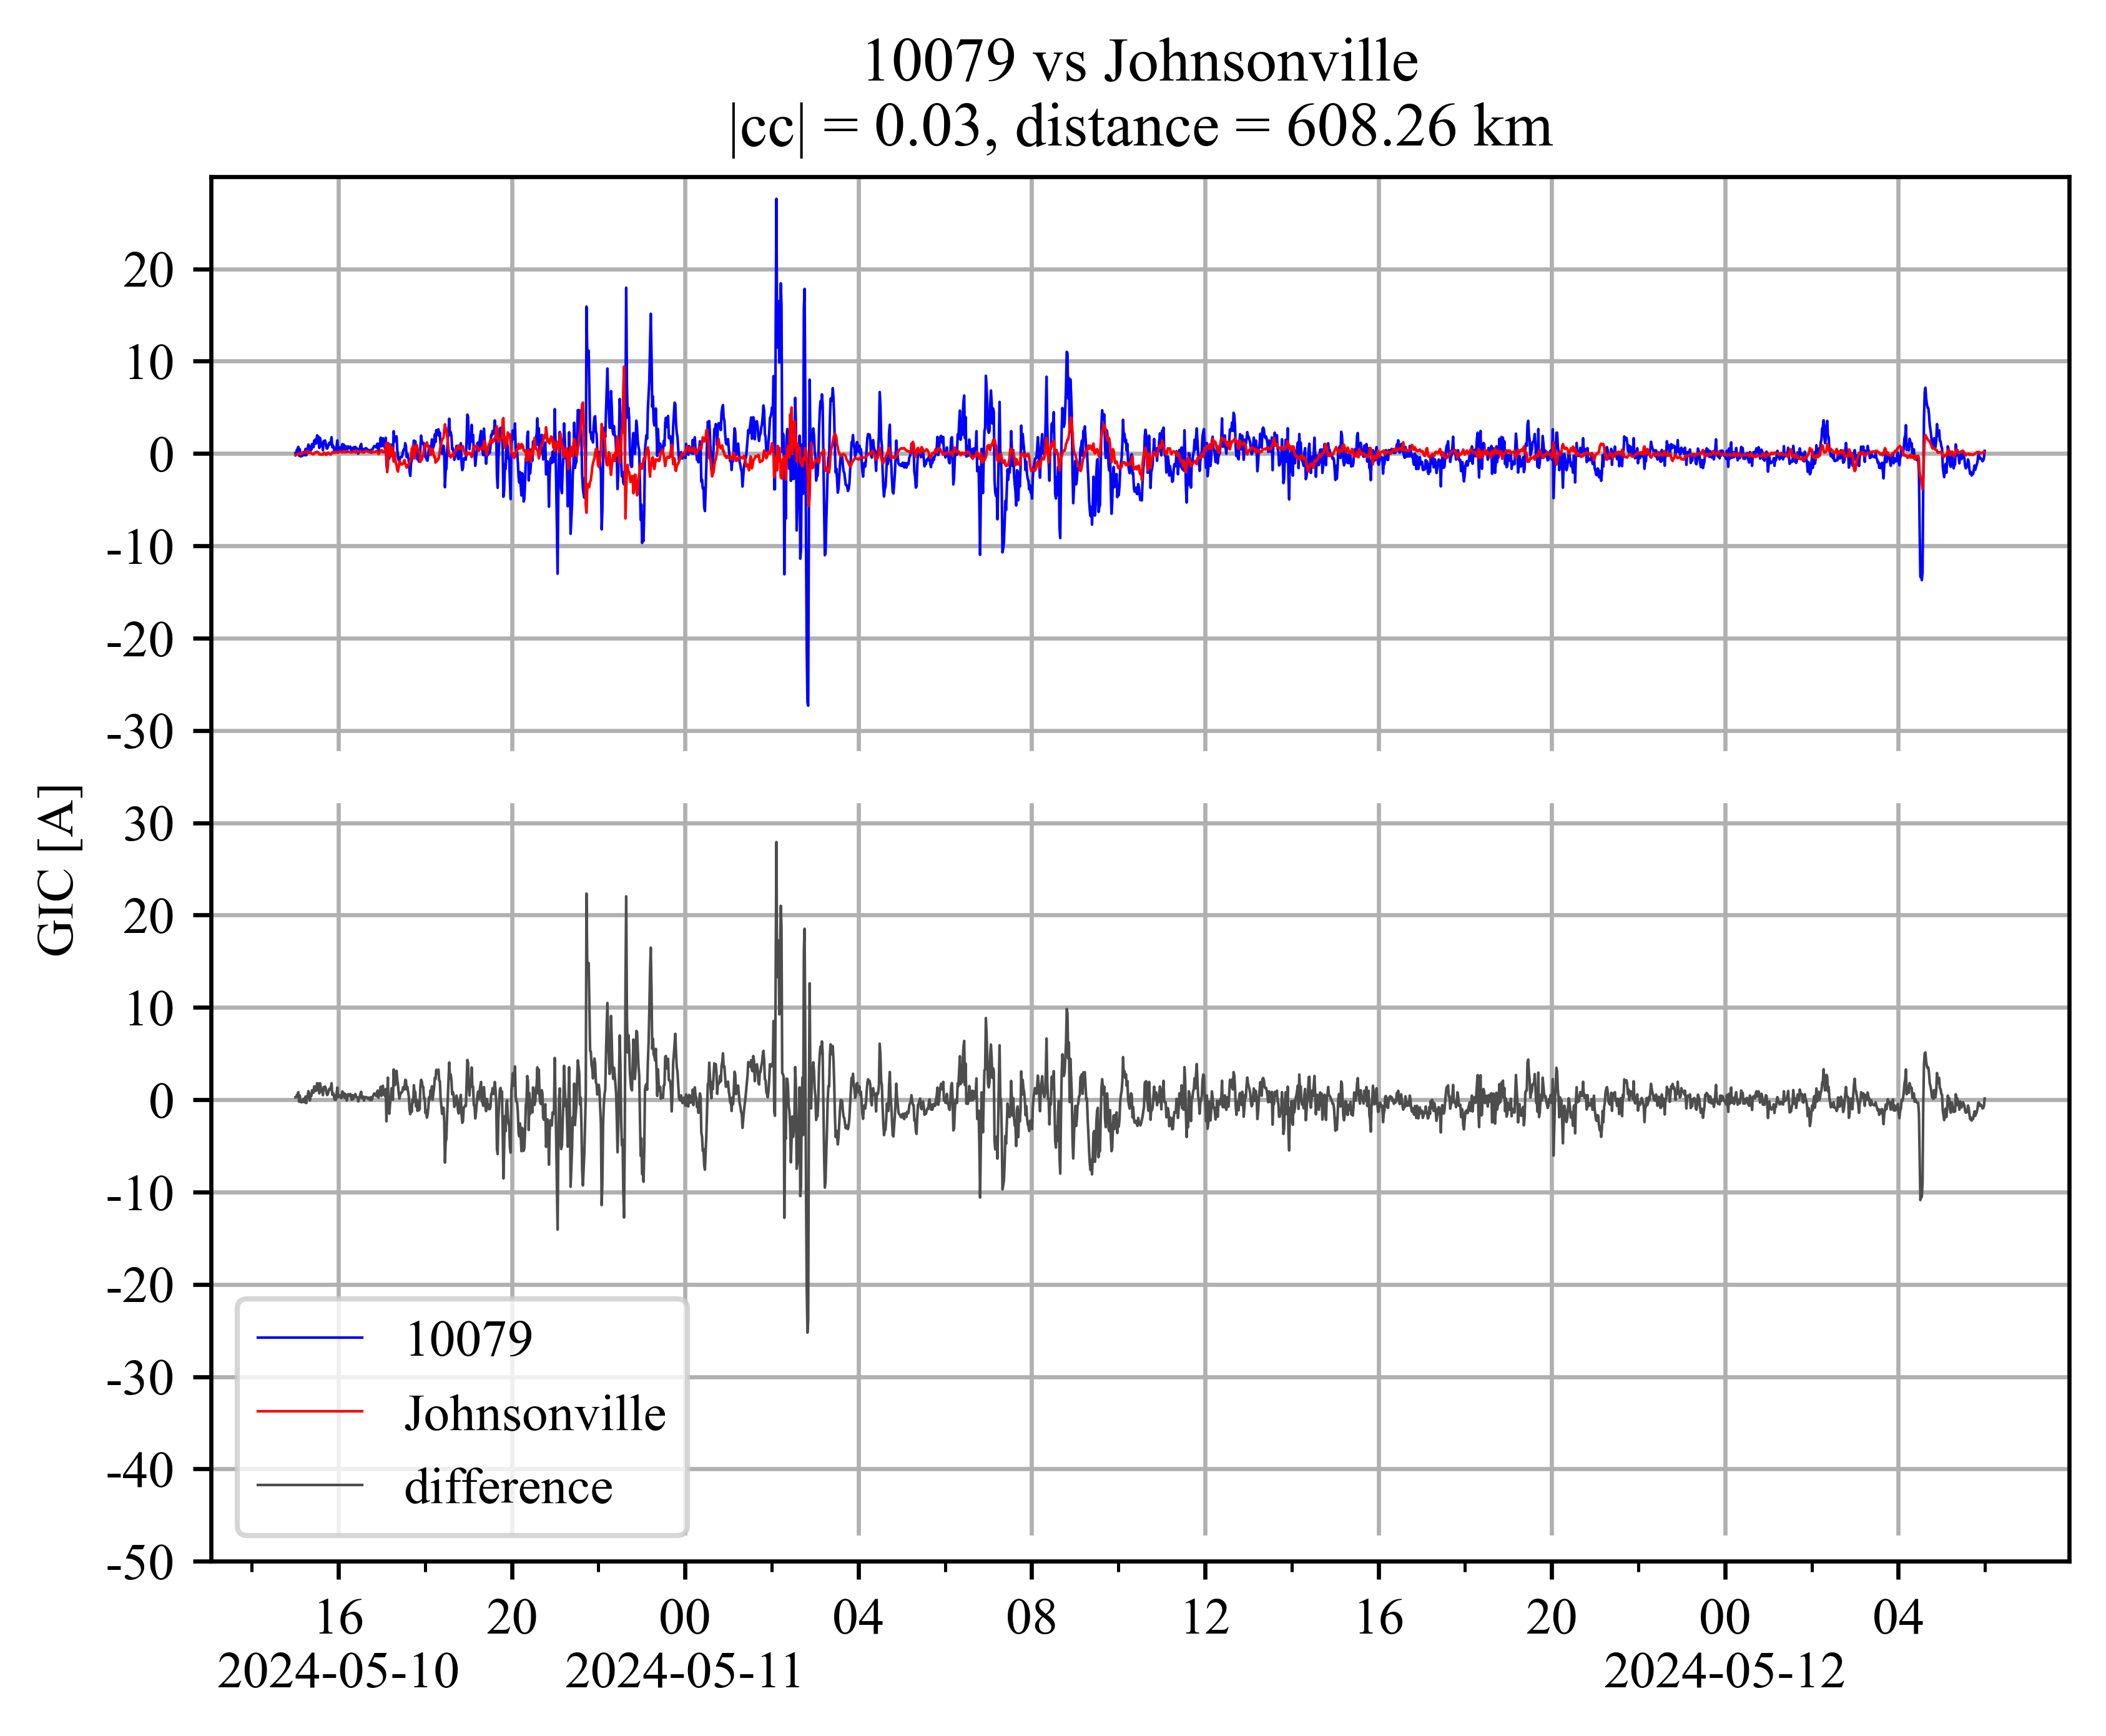 10079 vs Johnsonville
|cc| = 0.03, distance = 608.26 km
GIC [A]
20
10
0
-10
-20
-30
30
20
10
0
-10
-20
-30
-40
-50
10079
Johnsonville
difference
16 20 00 04 08 12 16 20 00 04
2024-05-10 2024-05-11 2024-05-12